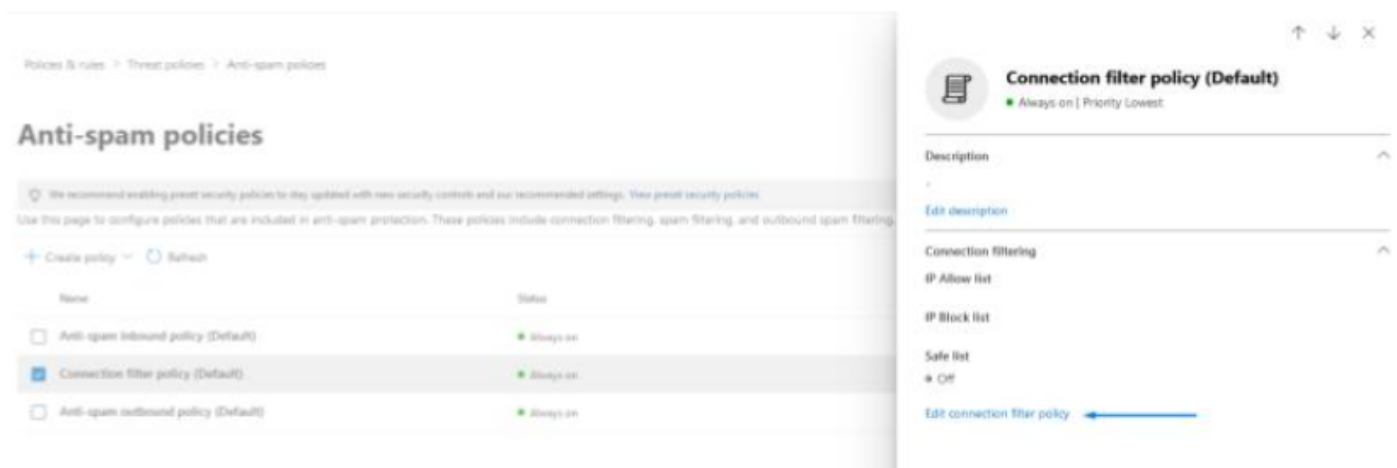 Policies & rules > Threat policies > Anti-spam policies
Anti-spam policies
We recommend enabling preset security policies to stay updated with new security controls and our recommended settings. View preset security policies
Use this page to configure policies that are included in anti-spam protection. These policies include connection filtering, spam filtering, and outbound spam filtering.
Create policy
Refresh
Name
Status
Anti-spam inbound policy (Default)
Always on
Connection filter policy (Default)
Always on
Anti-spam outbound policy (Default)
Always on
Connection filter policy (Default)
Always on | Priority Lowest
Description
Edit description
Connection filtering
IP Allow list
IP Block list
Safe list
Off
Edit connection filter policy